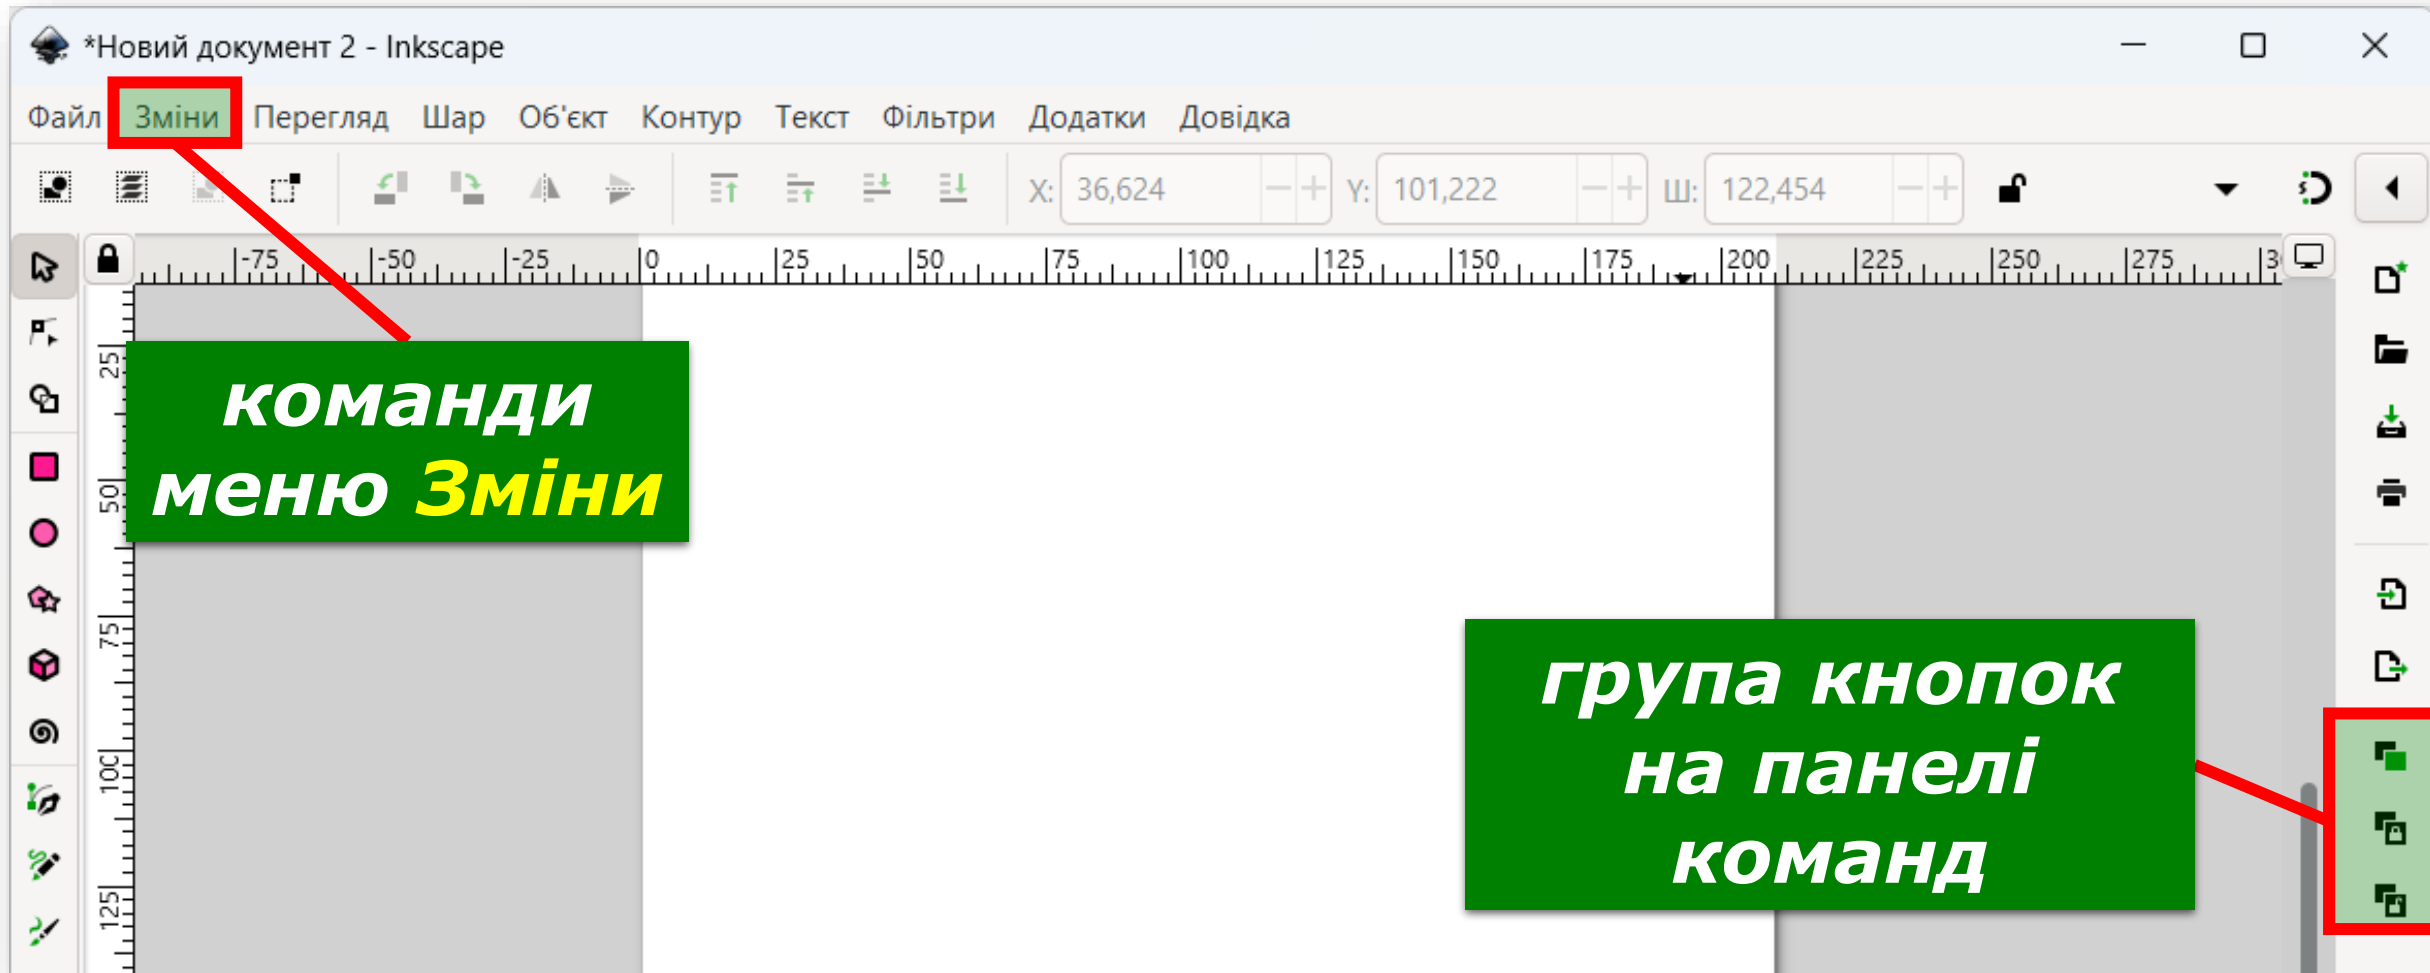 *Новий документ 2 - Inkscape
Файл Зміни Перегляд Шар Об'єкт Контур Текст Фільтри Додатки Довідка
X: 36,624 Y: 101,222 Ш: 122,454
-75 -50 -25 0 25 50 75 100 125 150 175 200 225 250 275 3
25
50
75
100
125
команди
меню Зміни
група кнопок
на панелі
команд